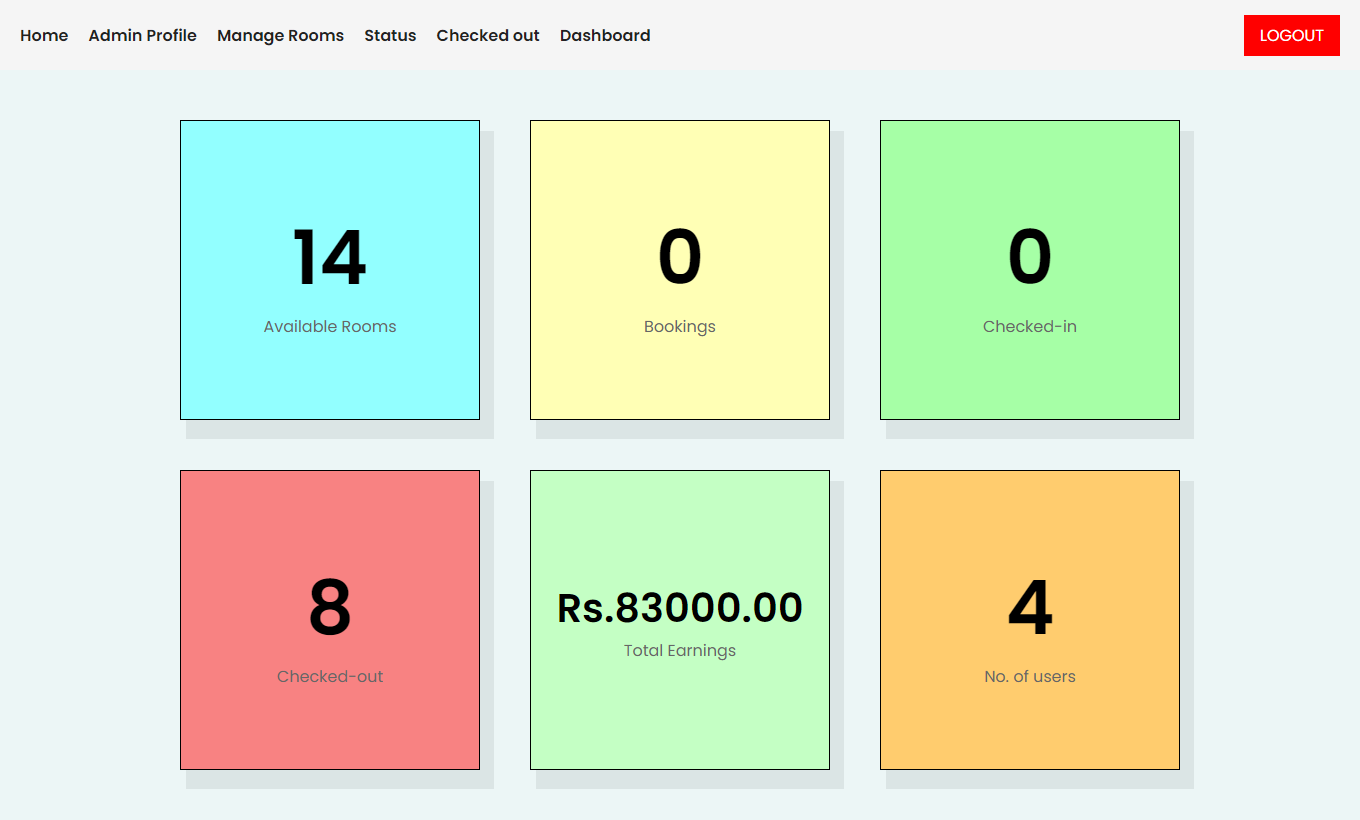 Home Admin Profile Manage Rooms Status Checked out Dashboard LOGOUT
14
Available Rooms
0
Bookings
0
Checked-in
8
Checked-out
Rs.83000.00
Total Earnings
4
No. of users